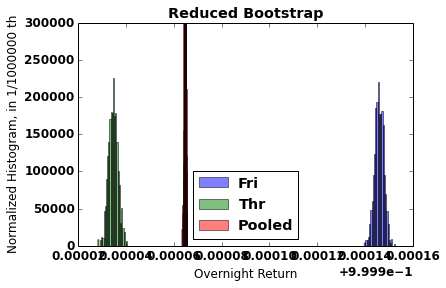 Reduced Bootstrap
Normalized Histogram, in 1/1000000 th
300000
250000
200000
150000
100000
50000
0
Fri
Thr
Pooled
0.00002 0.00004 0.00006 0.00008 0.00010 0.00012 0.00014 0.00016
Overnight Return
+9.999e−1